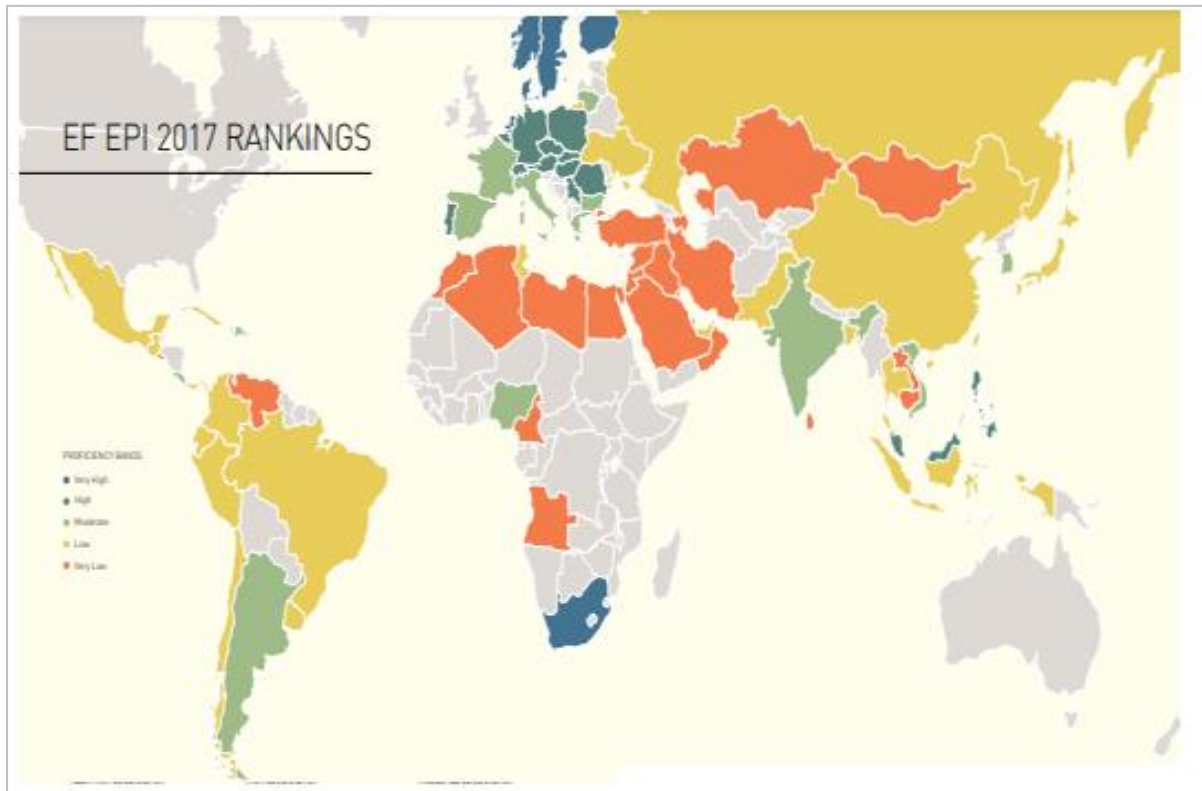 EF EPI 2017 RANKINGS
PROFICIENCY BANDS
Very High
High
Moderate
Low
Very Low